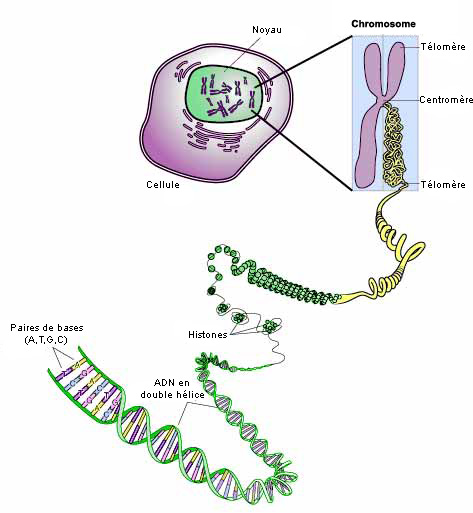 Chromosome
Noyau
Télomère
Centromère
Cellule
Télomère
Histones
Paires de bases
(A,T,G,C)
ADN en
double hélice